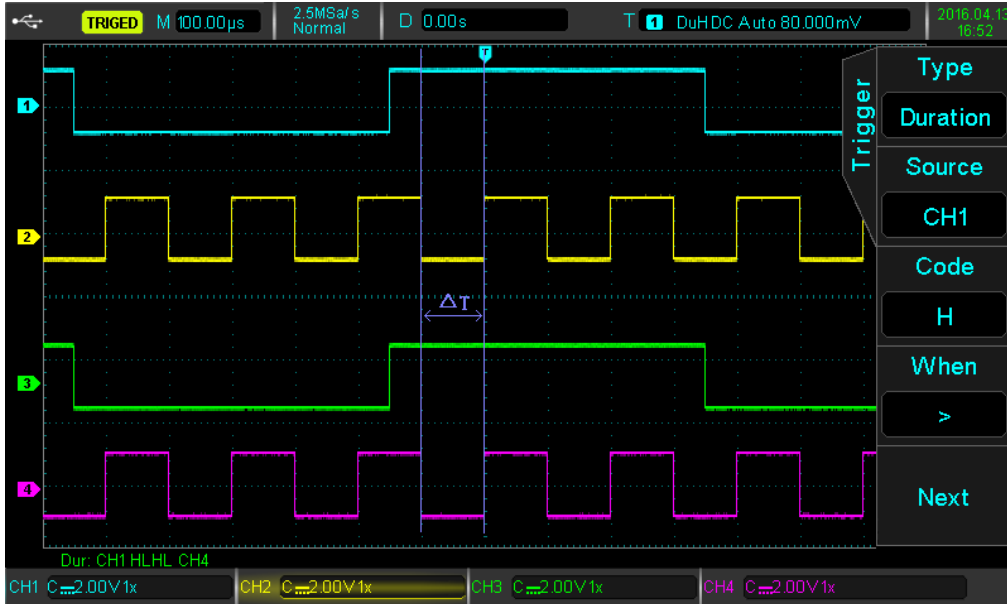 TRIGED M 100.00µs 2.5MSa/s Normal D 0.00s T 1 DuHDC Auto 80.000mV 2016.04.13 16:52
T
Trigger
Type
Duration
1
Source
CH1
2
Code
H
ΔT
When
>
3
4
Next
Dur: CH1 HLHL CH4
CH1 C 2.00V 1x CH2 C 2.00V 1x CH3 C 2.00V 1x CH4 C 2.00V 1x